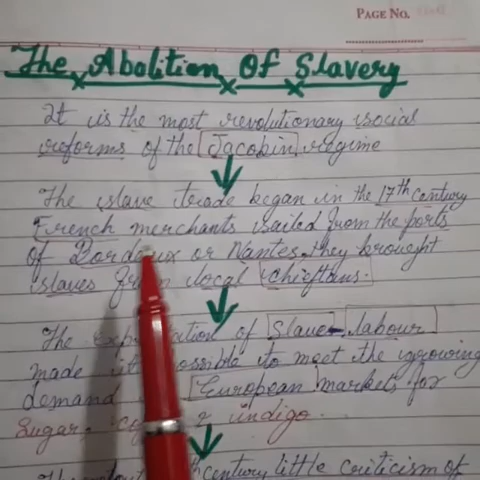 PAGE NO.
The Abolition Of Slavery
It is the most revolutionary social
reforms of the Jacobin regime
The slave trade began in the 17th century
French merchants sailed from the ports
of Bordeaux or Nantes, they brought
slaves from local chieftans.
The of slave labour
made it possible to meet the growing
demand European markets for
Sugar, & indigo.
century little criticism of